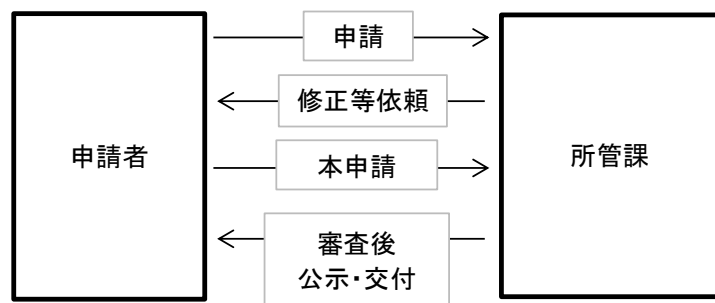 申請
修正等依頼
申請者
本申請
所管課
審査後
公示・交付